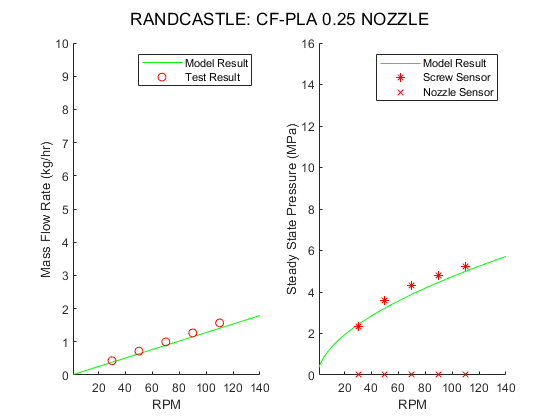 RANDCASTLE: CF-PLA 0.25 NOZZLE
Mass Flow Rate (kg/hr)
10
9
8
7
6
5
4
3
2
1
0
20 40 60 80 100 120 140
RPM
Model Result
Test Result
Steady State Pressure (MPa)
16
14
12
10
8
6
4
2
0
20 40 60 80 100 120 140
RPM
Model Result
Screw Sensor
Nozzle Sensor